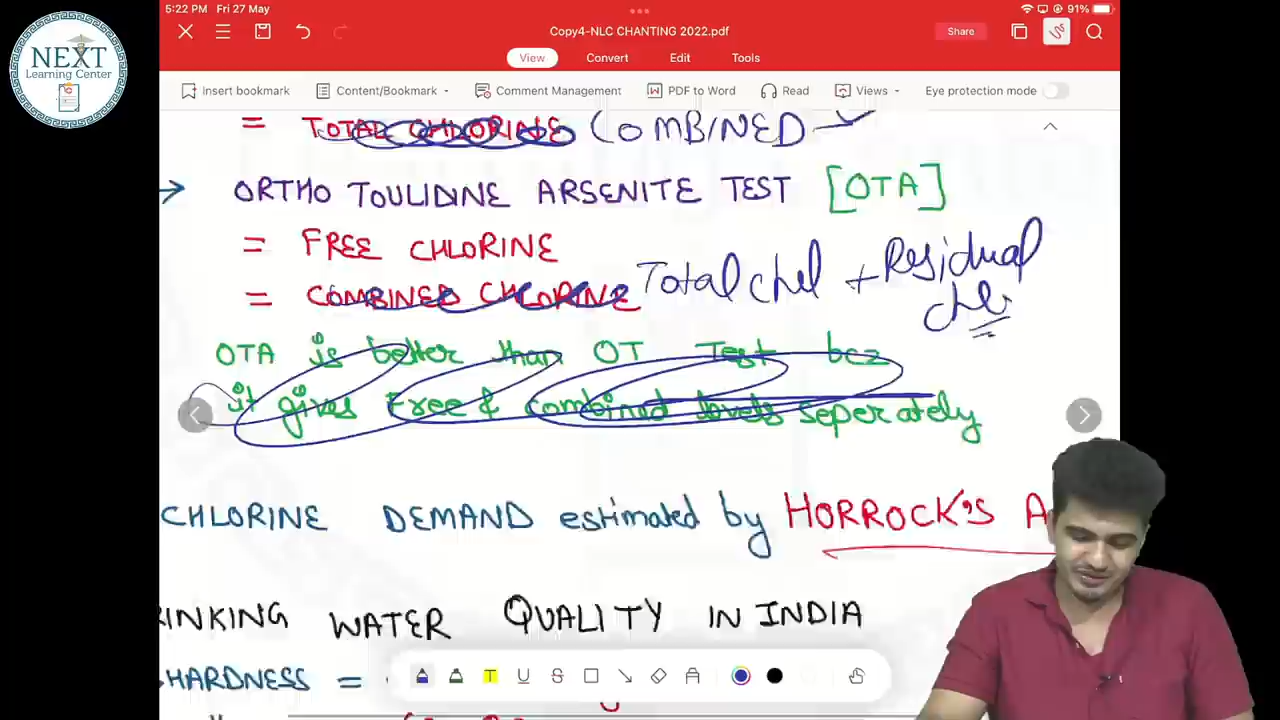 5:22 PM Fri 27 May
91%
Copy4-NLC CHANTING 2022.pdf
Share
View Convert Edit Tools
Insert bookmark Content/Bookmark Comment Management PDF to Word Read Views Eye protection mode
NEXT
Learning Center
= TOTAL CHLORINE COMBINED
→ ORTHO TOULIDINE ARSENITE TEST [OTA]
= FREE CHLORINE
= COMBINED CHLORINE Total chl + Residual
chl
OTA is better than OT Test bcz
it gives Free & combined levels seperately
CHLORINE DEMAND estimated by HORROCK'S A
RINKING WATER QUALITY IN INDIA
HARDNESS =